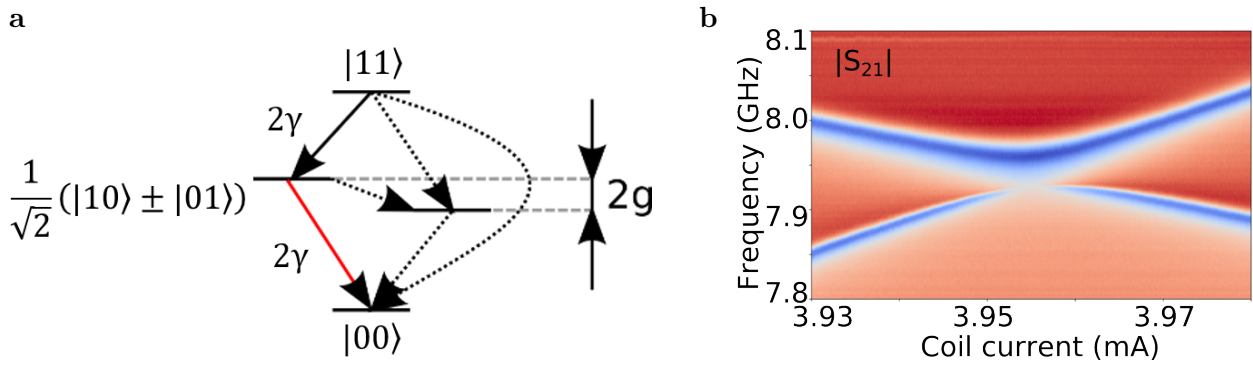 a
|11⟩
2γ
1/√2 (|10⟩ ± |01⟩)
2g
2γ
|00⟩
b
|S₂₁|
Frequency (GHz)
8.1
8.0
7.9
7.8
3.93 3.95 3.97
Coil current (mA)